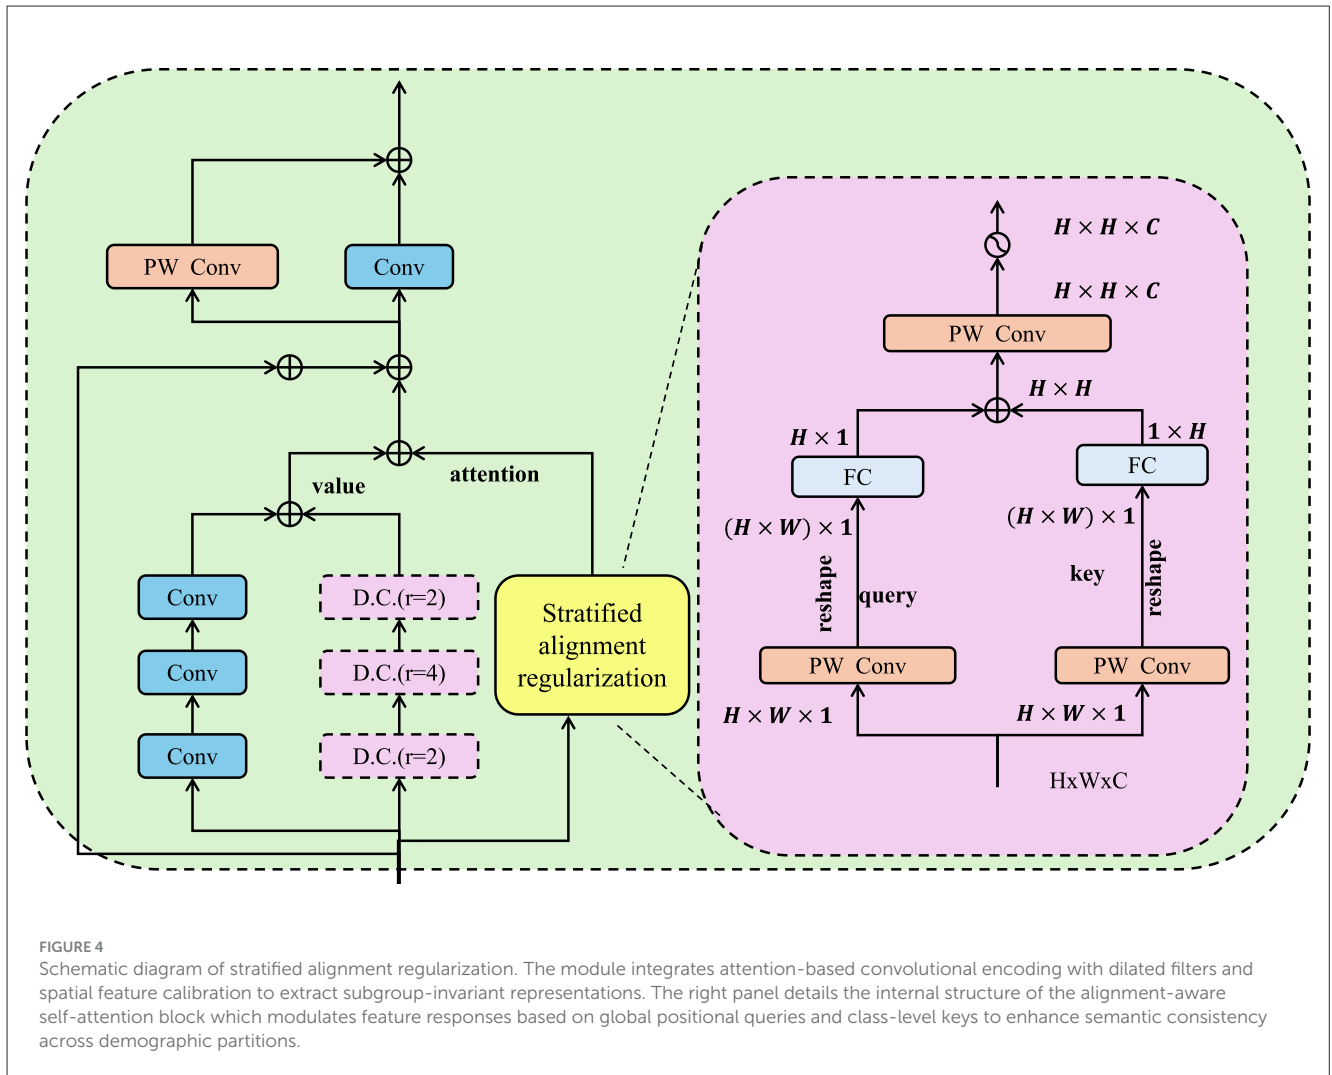 PW Conv
Conv
value
attention
Conv
Conv
Conv
D.C.(r=2)
D.C.(r=4)
D.C.(r=2)
Stratified
alignment
regularization
H × H × C
H × H × C
PW Conv
H × H
H × 1
1 × H
FC
FC
(H × W) × 1
(H × W) × 1
reshape
query
key
reshape
PW Conv
PW Conv
H × W × 1
H × W × 1
HxWxC
FIGURE 4
Schematic diagram of stratified alignment regularization. The module integrates attention-based convolutional encoding with dilated filters and
spatial feature calibration to extract subgroup-invariant representations. The right panel details the internal structure of the alignment-aware
self-attention block which modulates feature responses based on global positional queries and class-level keys to enhance semantic consistency
across demographic partitions.